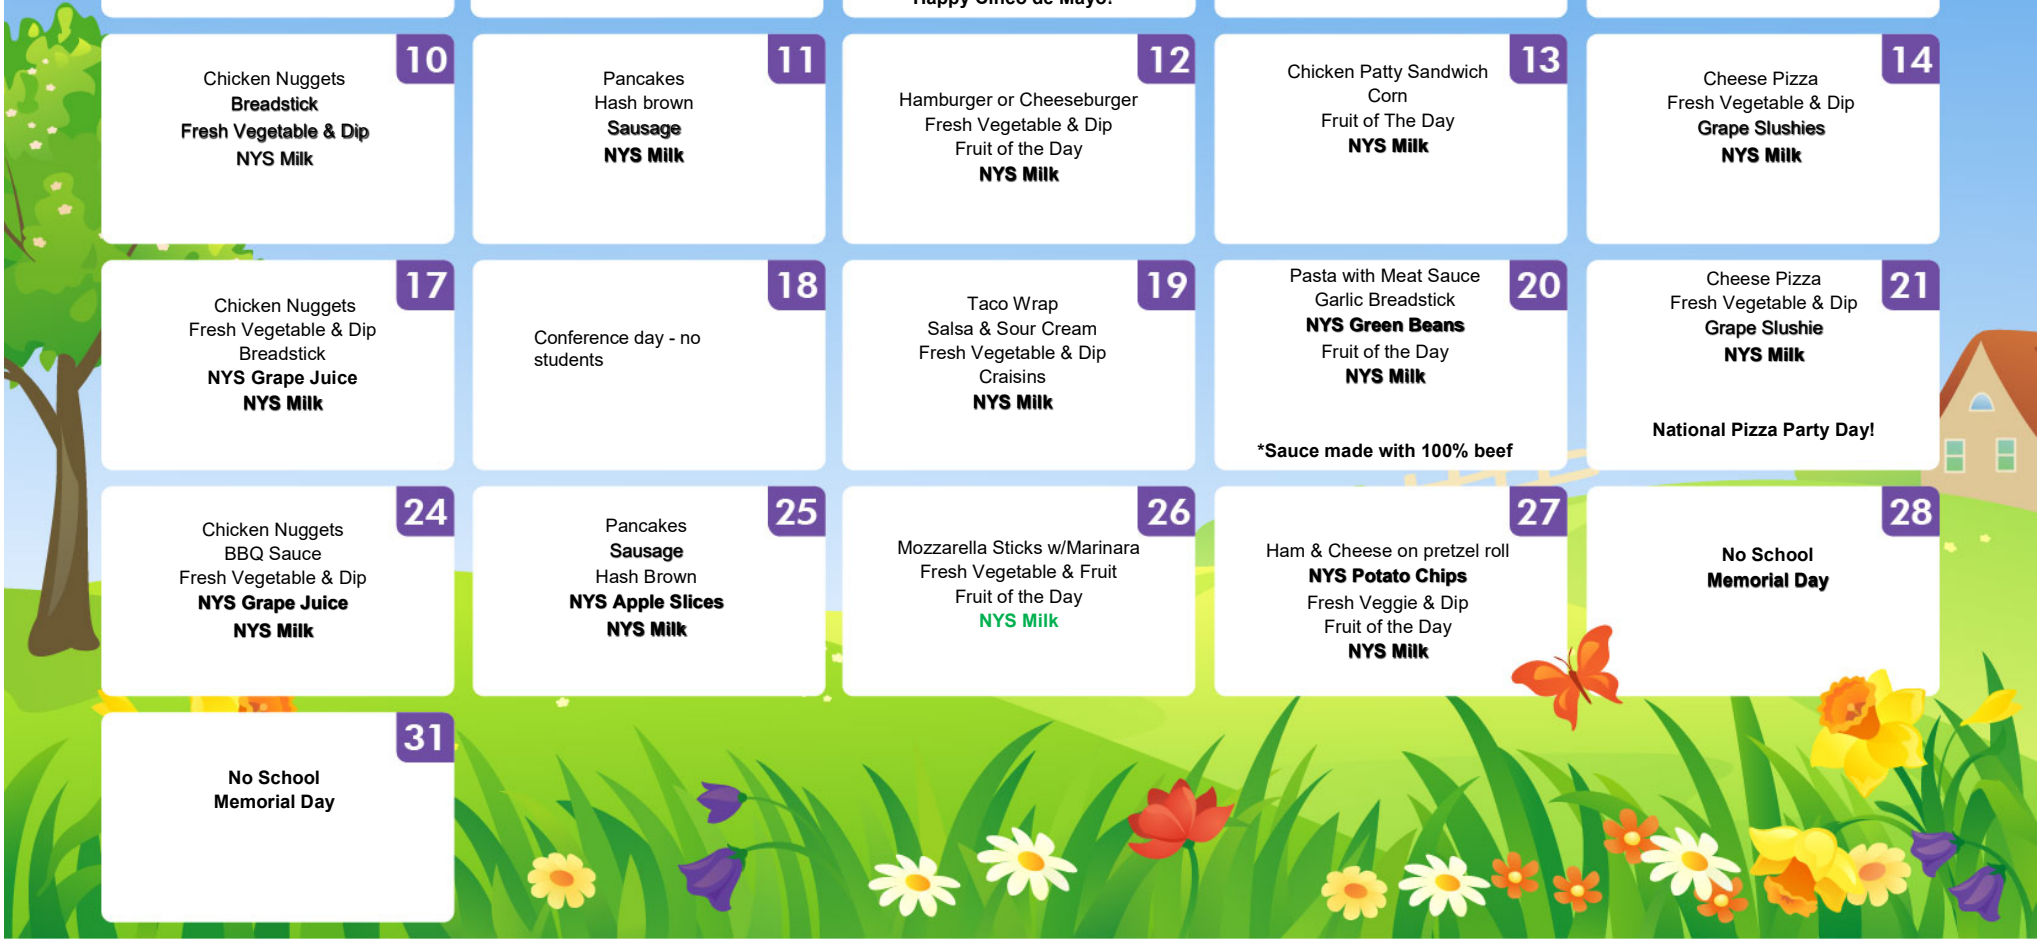 Happy Cinco de Mayo!
10
Chicken Nuggets
Breadstick
Fresh Vegetable & Dip
NYS Milk
11
Pancakes
Hash brown
Sausage
NYS Milk
12
Hamburger or Cheeseburger
Fresh Vegetable & Dip
Fruit of the Day
NYS Milk
13
Chicken Patty Sandwich
Corn
Fruit of The Day
NYS Milk
14
Cheese Pizza
Fresh Vegetable & Dip
Grape Slushies
NYS Milk
17
Chicken Nuggets
Fresh Vegetable & Dip
Breadstick
NYS Grape Juice
NYS Milk
18
Conference day - no
students
19
Taco Wrap
Salsa & Sour Cream
Fresh Vegetable & Dip
Craisins
NYS Milk
20
Pasta with Meat Sauce
Garlic Breadstick
NYS Green Beans
Fruit of the Day
NYS Milk
*Sauce made with 100% beef
21
Cheese Pizza
Fresh Vegetable & Dip
Grape Slushie
NYS Milk
National Pizza Party Day!
24
Chicken Nuggets
BBQ Sauce
Fresh Vegetable & Dip
NYS Grape Juice
NYS Milk
25
Pancakes
Sausage
Hash Brown
NYS Apple Slices
NYS Milk
26
Mozzarella Sticks w/Marinara
Fresh Vegetable & Fruit
Fruit of the Day
NYS Milk
27
Ham & Cheese on pretzel roll
NYS Potato Chips
Fresh Veggie & Dip
Fruit of the Day
NYS Milk
28
No School
Memorial Day
31
No School
Memorial Day